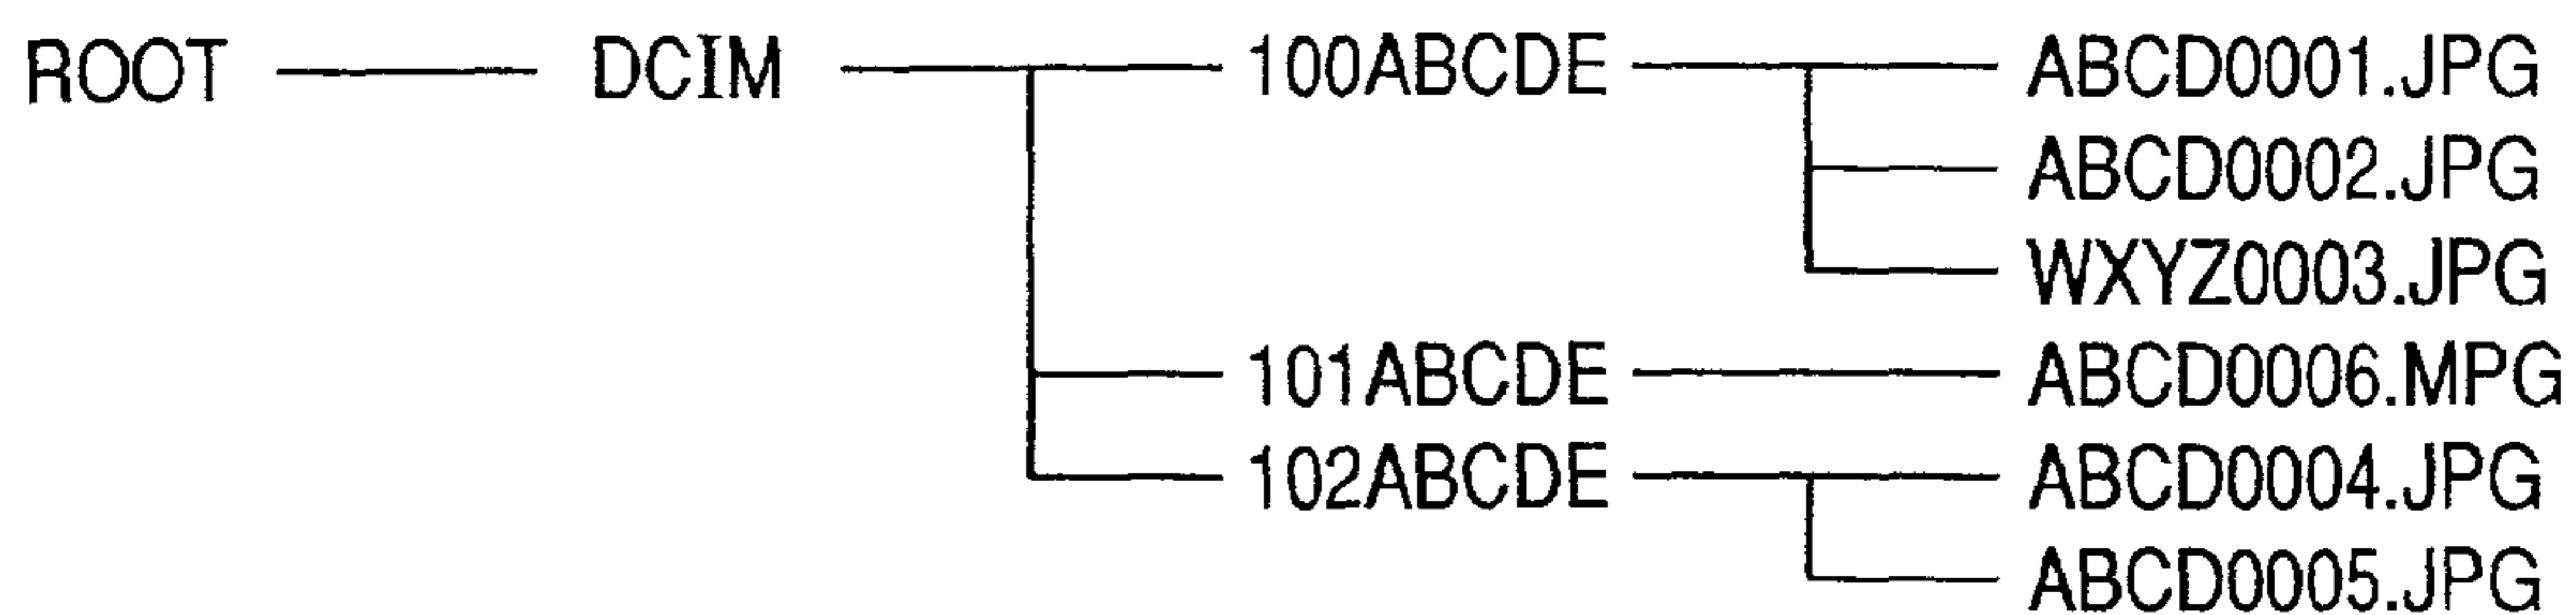 ROOT DCIM 100ABCDE ABCD0001.JPG
ABCD0002.JPG
WXYZ0003.JPG
101ABCDE ABCD0006.MPG
102ABCDE ABCD0004.JPG
ABCD0005.JPG